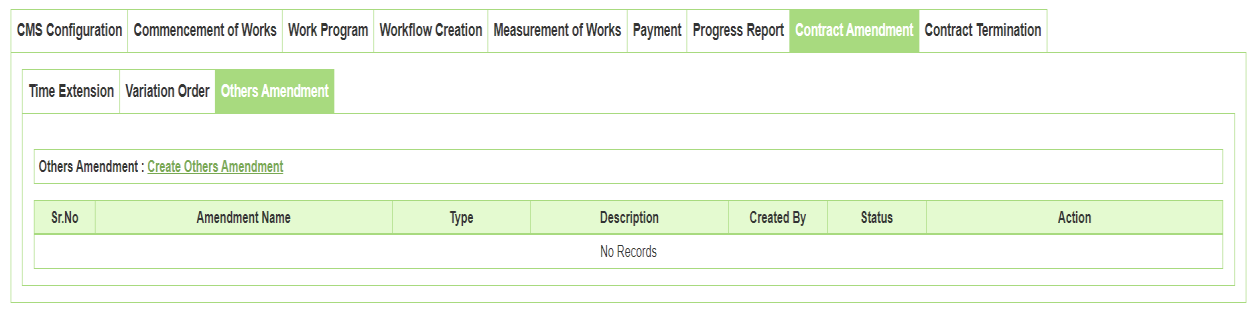 CMS Configuration Commencement of Works Work Program Workflow Creation Measurement of Works Payment Progress Report Contract Amendment Contract Termination
Time Extension Variation Order Others Amendment
Others Amendment : Create Others Amendment
Sr.No Amendment Name Type Description Created By Status Action
No Records